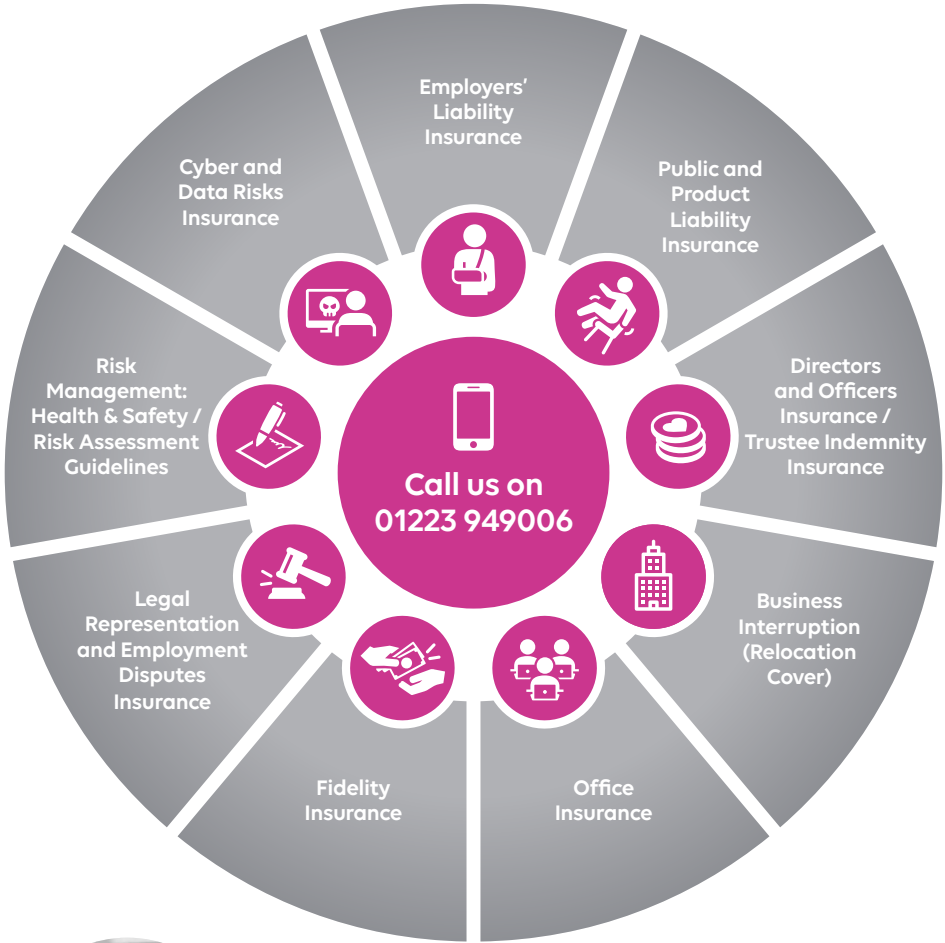 Employers'
Liability
Insurance
Public and
Product
Liability
Insurance
Directors
and Officers
Insurance /
Trustee Indemnity
Insurance
Business
Interruption
(Relocation
Cover)
Office
Insurance
Fidelity
Insurance
Legal
Representation
and Employment
Disputes
Insurance
Risk
Management:
Health & Safety /
Risk Assessment
Guidelines
Cyber and
Data Risks
Insurance
Call us on
01223 949006